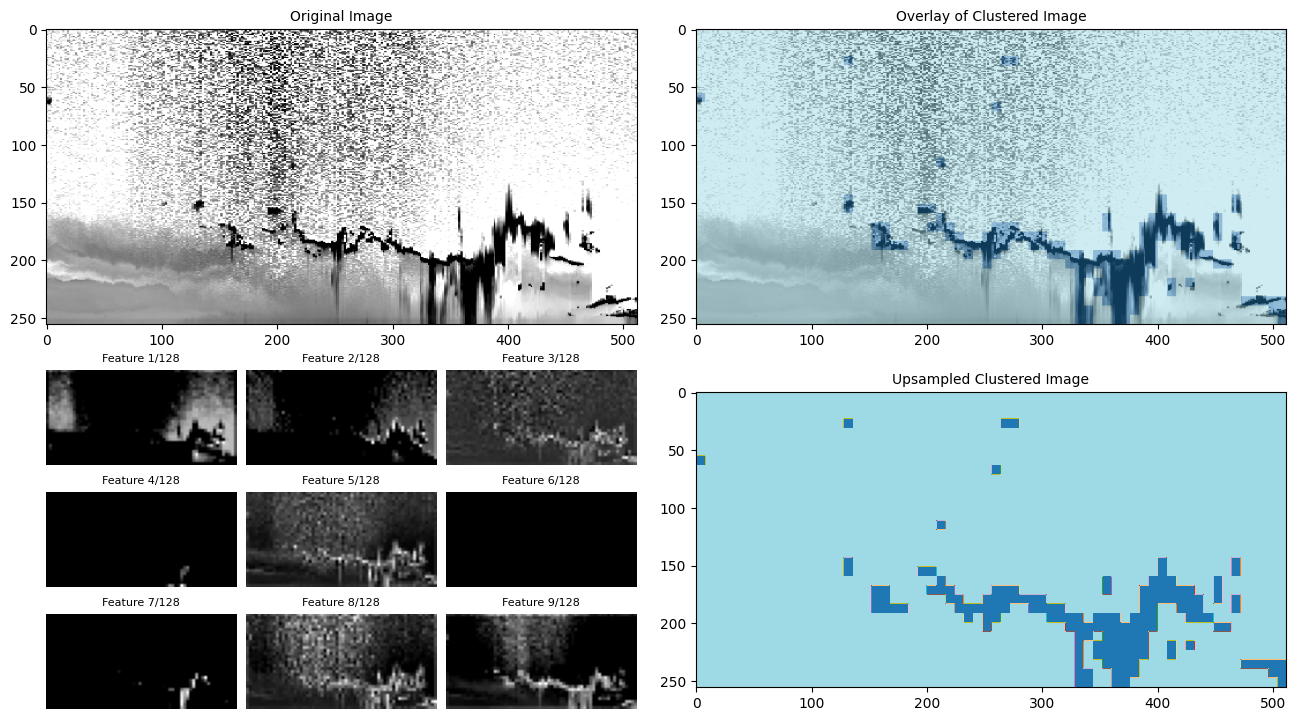 Original Image
0
50
100
150
200
250
0 100 200 300 400 500
Overlay of Clustered Image
0
50
100
150
200
250
0 100 200 300 400 500
Feature 1/128 Feature 2/128 Feature 3/128
Feature 4/128 Feature 5/128 Feature 6/128
Feature 7/128 Feature 8/128 Feature 9/128
Upsampled Clustered Image
0
50
100
150
200
250
0 100 200 300 400 500